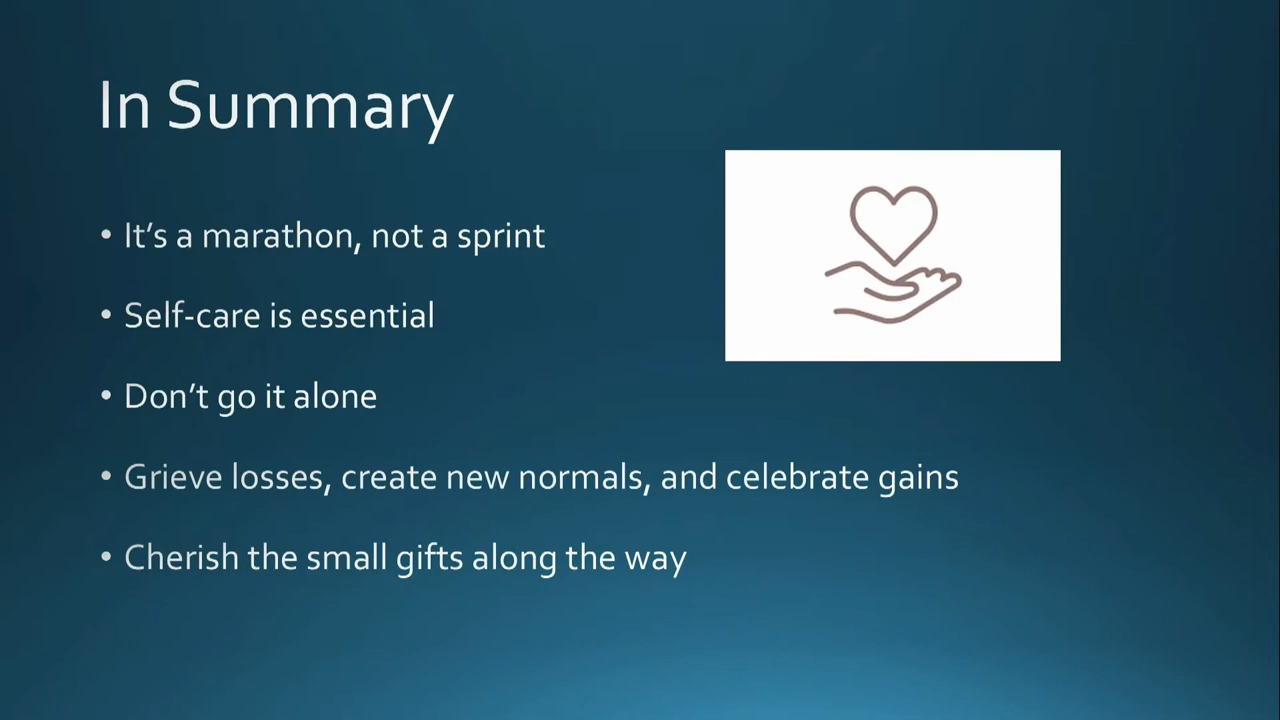 In Summary
• It’s a marathon, not a sprint
• Self-care is essential
• Don’t go it alone
• Grieve losses, create new normals, and celebrate gains
• Cherish the small gifts along the way